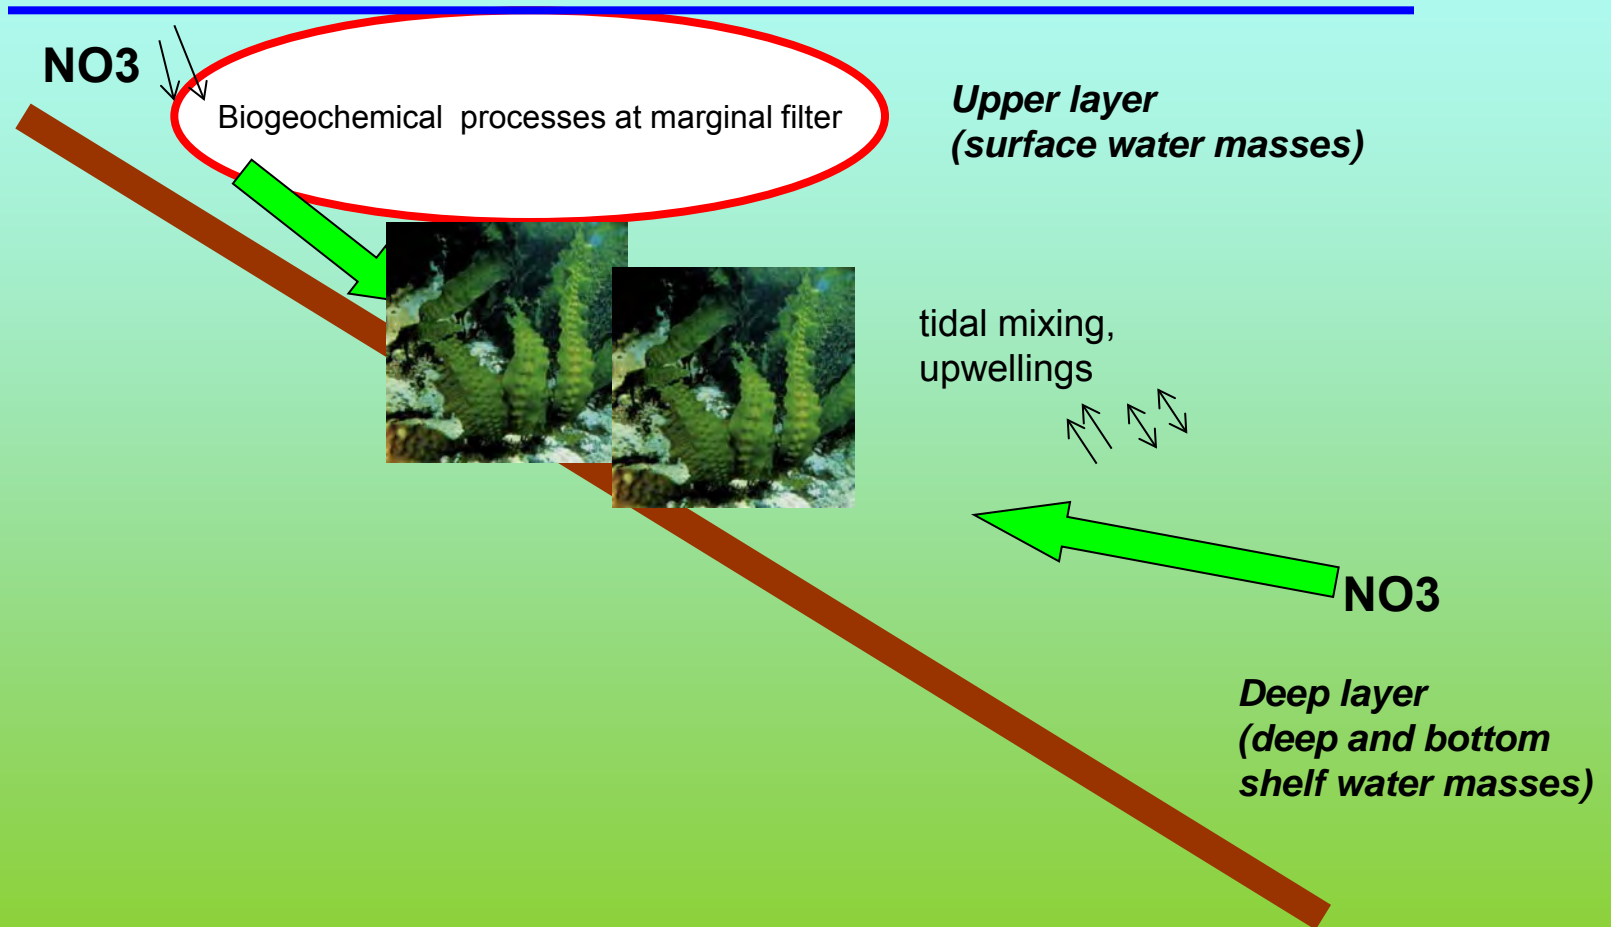 NO3
Biogeochemical  processes at marginal filter
Upper layer
(surface water masses)
tidal mixing,
upwellings
NO3
Deep layer
(deep and bottom
shelf water masses)